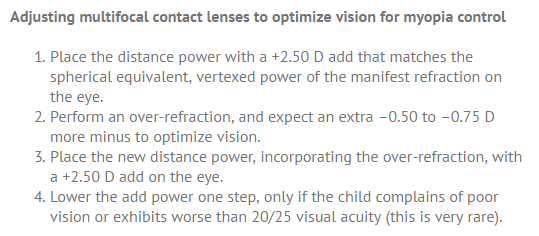 Adjusting multifocal contact lenses to optimize vision for myopia control
1. Place the distance power with a +2.50 D add that matches the
spherical equivalent, vertexed power of the manifest refraction on
the eye.
2. Perform an over-refraction, and expect an extra −0.50 to −0.75 D
more minus to optimize vision.
3. Place the new distance power, incorporating the over-refraction, with
a +2.50 D add on the eye.
4. Lower the add power one step, only if the child complains of poor
vision or exhibits worse than 20/25 visual acuity (this is very rare).